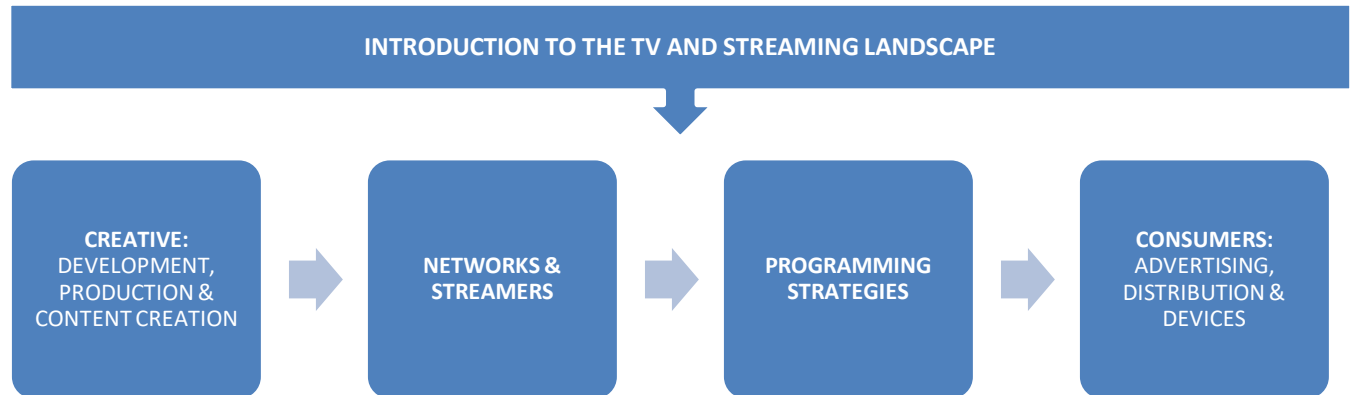 INTRODUCTION TO THE TV AND STREAMING LANDSCAPE
CREATIVE:
DEVELOPMENT,
PRODUCTION &
CONTENT CREATION
NETWORKS &
STREAMERS
PROGRAMMING
STRATEGIES
CONSUMERS:
ADVERTISING,
DISTRIBUTION &
DEVICES